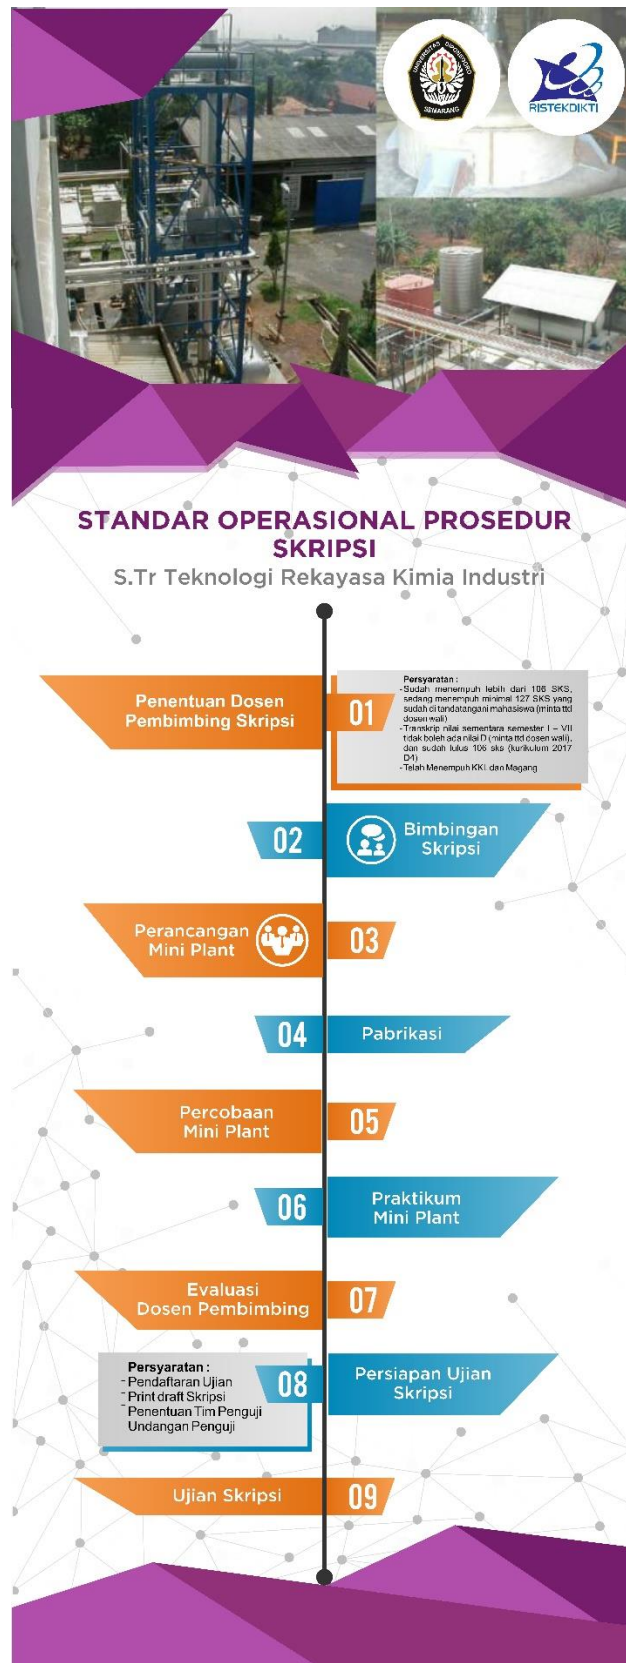 UNIVERSITAS DIPONEGORO
SEMARANG
RISTEKDIKTI
STANDAR OPERASIONAL PROSEDUR
SKRIPSI
S.Tr Teknologi Rekayasa Kimia Industri
Penentuan Dosen
Pembimbing Skripsi
01
Persyaratan :
-Sudah menempuh lebih dari 106 SKS,
sedang menempuh minimal 127 SKS yang
sudah di tandatangani mahasiswa (minta ttd
dosen wali)
-Transkrip nilai sementara semester I – VII
tidak boleh ada nilai D (minta ttd dosen wali),
dan sudah lulus 106 sks (kurikulum 2017
D4)
-Telah Menempuh KKL dan Magang
02
Bimbingan
Skripsi
Perancangan
Mini Plant
03
04
Pabrikasi
Percobaan
Mini Plant
05
06
Praktikum
Mini Plant
Evaluasi
Dosen Pembimbing
07
Persyaratan :
- Pendaftaran Ujian
- Print draft Skripsi
- Penentuan Tim Penguji
Undangan Penguji
08
Persiapan Ujian
Skripsi
Ujian Skripsi
09